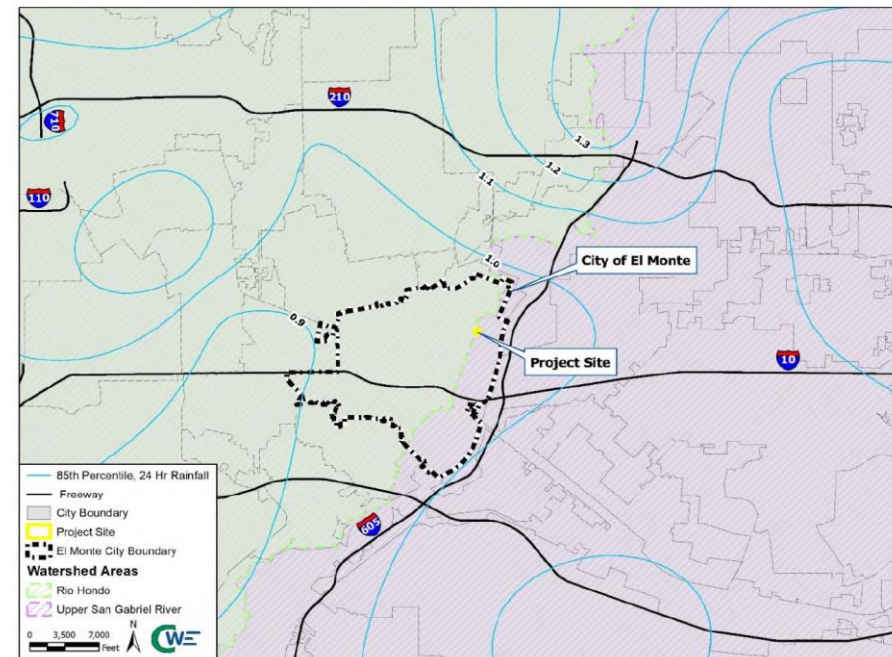 210
710
1.3
110
1.2
1.1
1.0
City of El Monte
0.9
Project Site
10
85th Percentile, 24 Hr Rainfall
Freeway
City Boundary
Project Site
El Monte City Boundary
605
Watershed Areas
Rio Hondo
Upper San Gabriel River
N
0 3,500 7,000
Feet
CWE